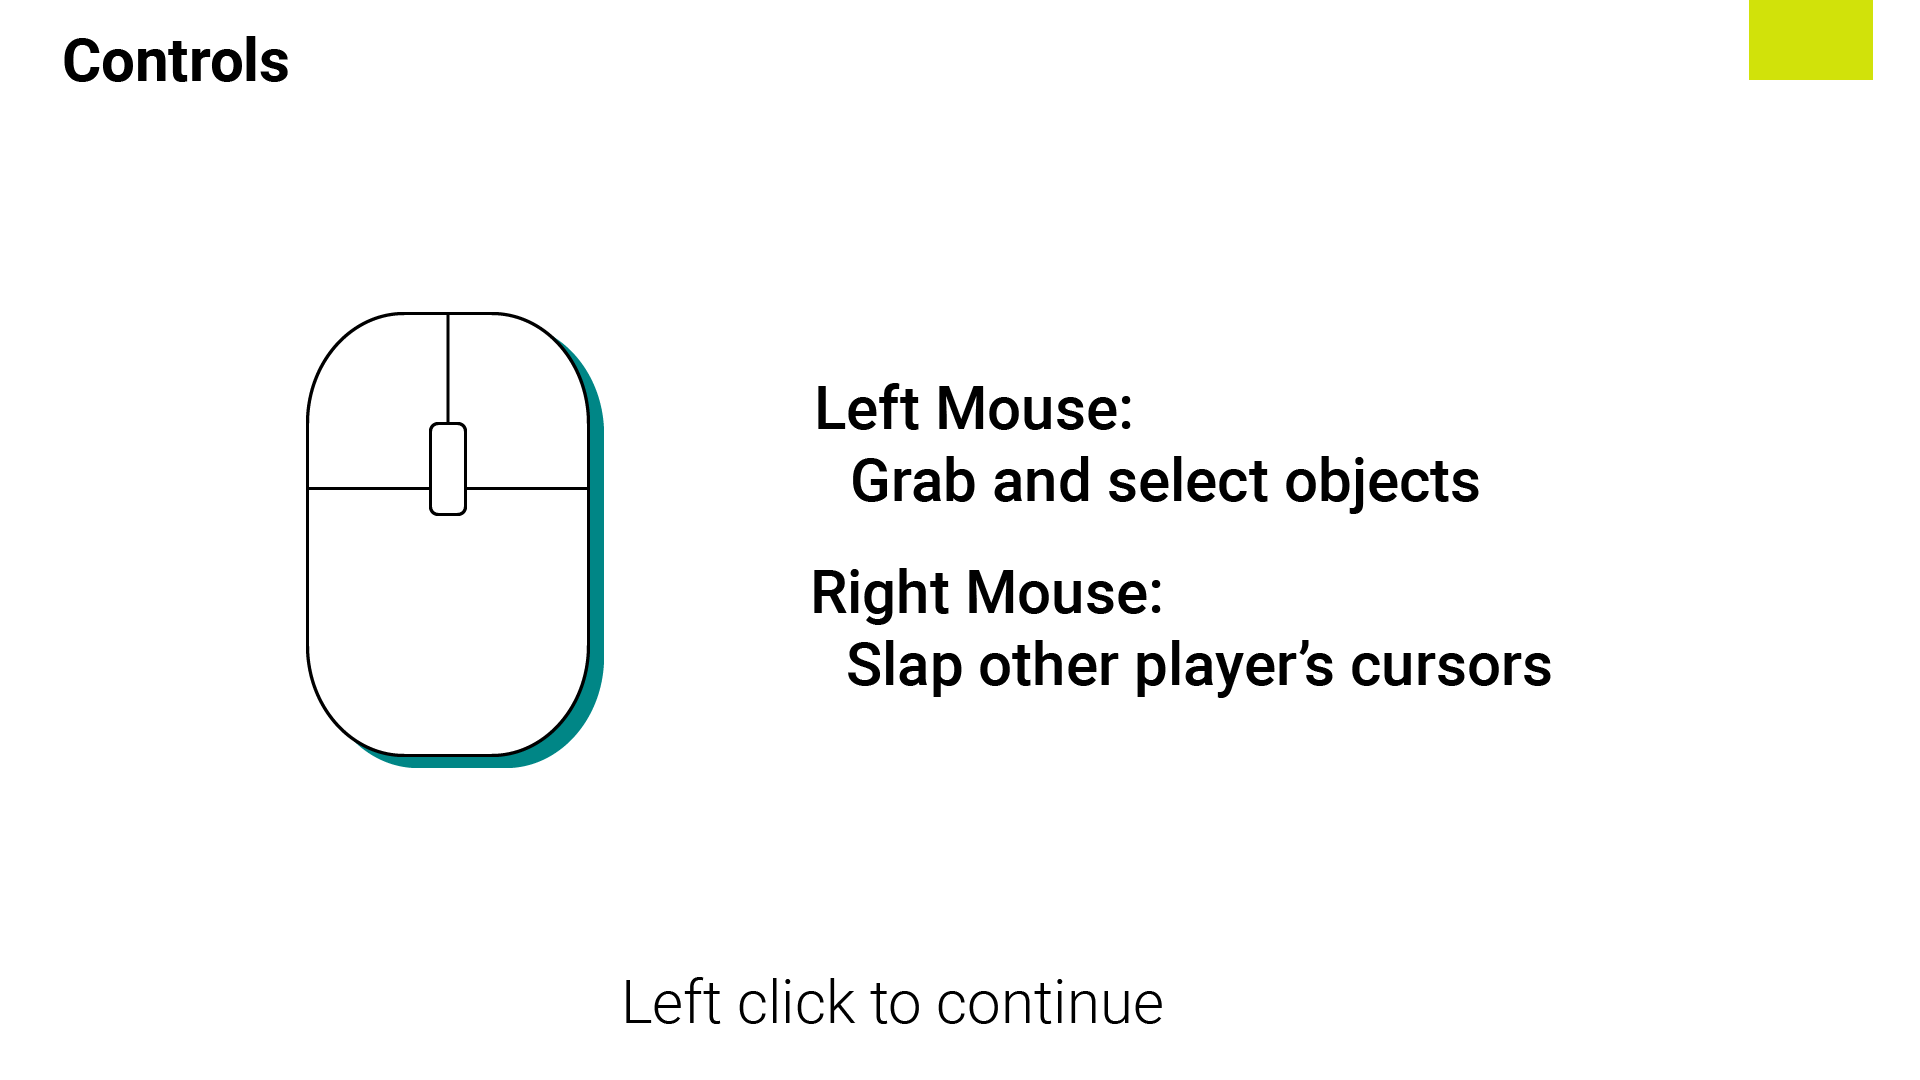 Controls
Left Mouse:
Grab and select objects
Right Mouse:
Slap other player’s cursors
Left click to continue